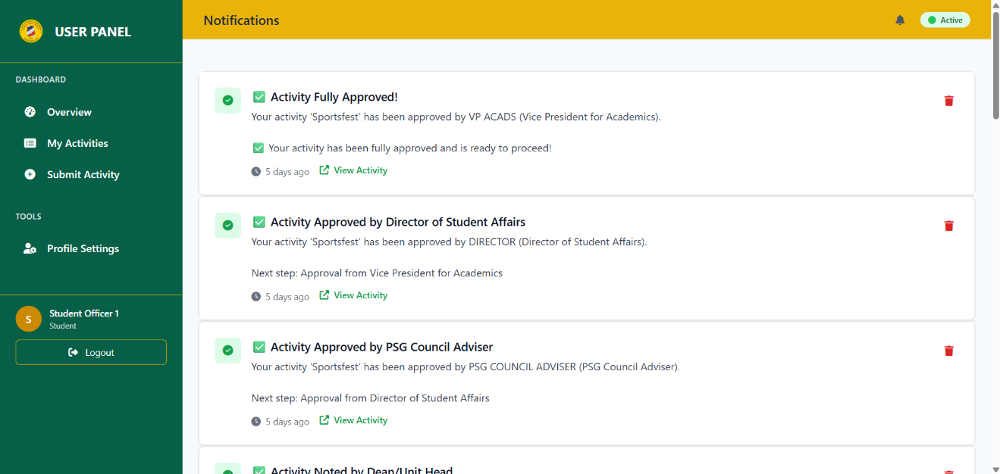 USER PANEL
DASHBOARD
Overview
My Activities
Submit Activity
TOOLS
Profile Settings
S
Student Officer 1
Student
Logout
Notifications
Active
✅ Activity Fully Approved!
Your activity 'Sportsfest' has been approved by VP ACADS (Vice President for Academics).
✅ Your activity has been fully approved and is ready to proceed!
5 days ago View Activity
✅ Activity Approved by Director of Student Affairs
Your activity 'Sportsfest' has been approved by DIRECTOR (Director of Student Affairs).
Next step: Approval from Vice President for Academics
5 days ago View Activity
✅ Activity Approved by PSG Council Adviser
Your activity 'Sportsfest' has been approved by PSG COUNCIL ADVISER (PSG Council Adviser).
Next step: Approval from Director of Student Affairs
5 days ago View Activity
✅ Activity Noted by Dean/Unit Head